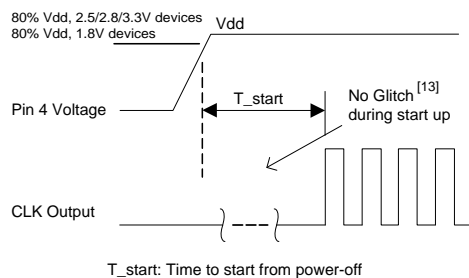 80% Vdd, 2.5/2.8/3.3V devices
80% Vdd, 1.8V devices
Vdd
Pin 4 Voltage
T_start
No Glitch [13]
during start up
CLK Output
T_start: Time to start from power-off